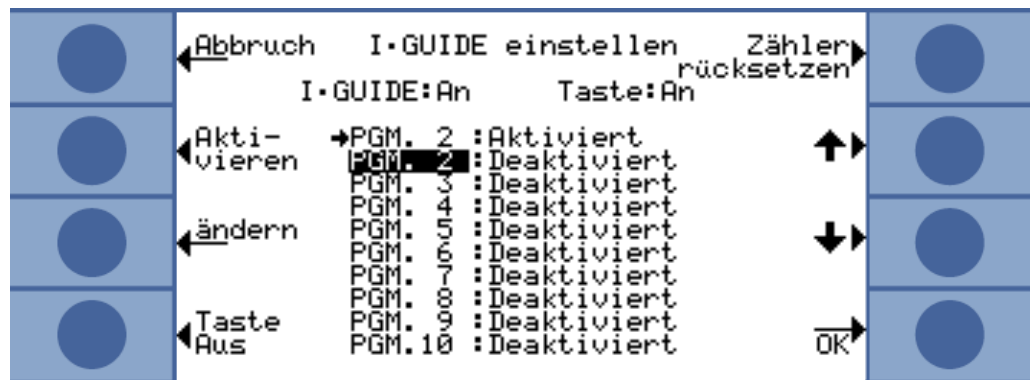 Abbruch I·GUIDE einstellen Zähler
rücksetzen
I·GUIDE:An Taste:An
Akti-
vieren
ändern
Taste
Aus
➔PGM. 2 :Aktiviert
PGM. 2 :Deaktiviert
PGM. 3 :Deaktiviert
PGM. 4 :Deaktiviert
PGM. 5 :Deaktiviert
PGM. 6 :Deaktiviert
PGM. 7 :Deaktiviert
PGM. 8 :Deaktiviert
PGM. 9 :Deaktiviert
PGM.10 :Deaktiviert
OK